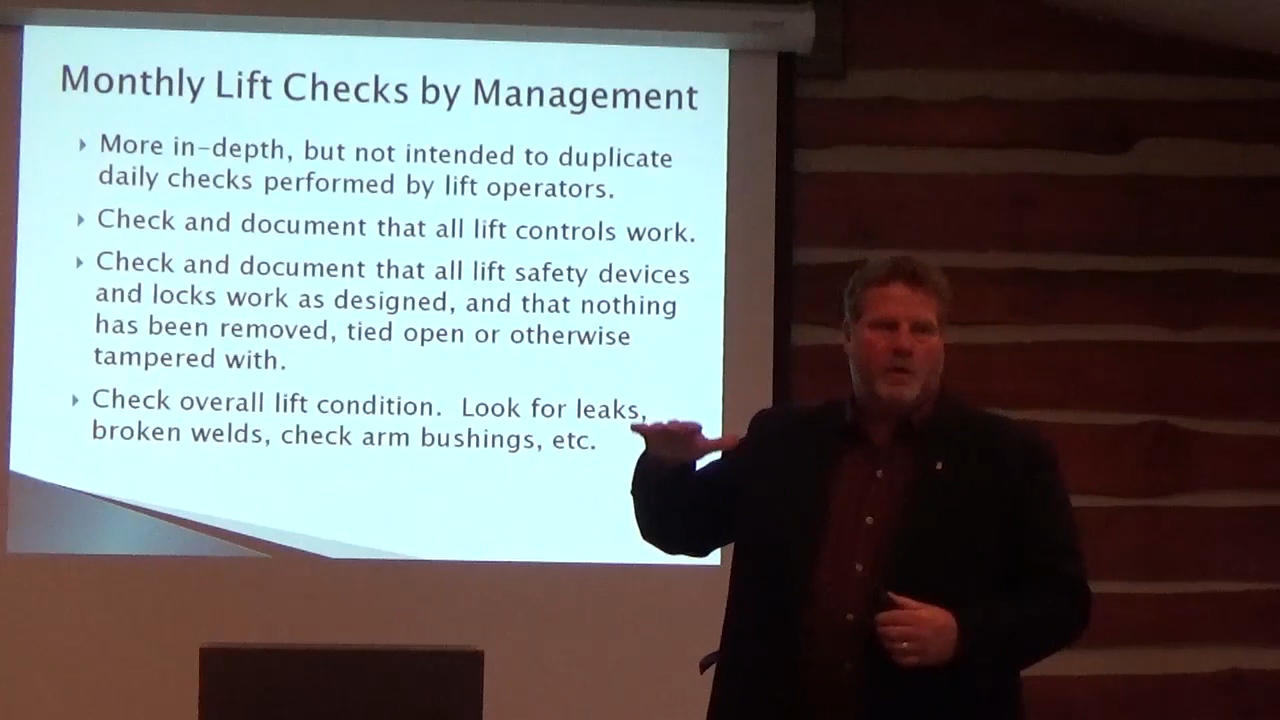 Monthly Lift Checks by Management
More in-depth, but not intended to duplicate
daily checks performed by lift operators.
Check and document that all lift controls work.
Check and document that all lift safety devices
and locks work as designed, and that nothing
has been removed, tied open or otherwise
tampered with.
Check overall lift condition. Look for leaks,
broken welds, check arm bushings, etc.